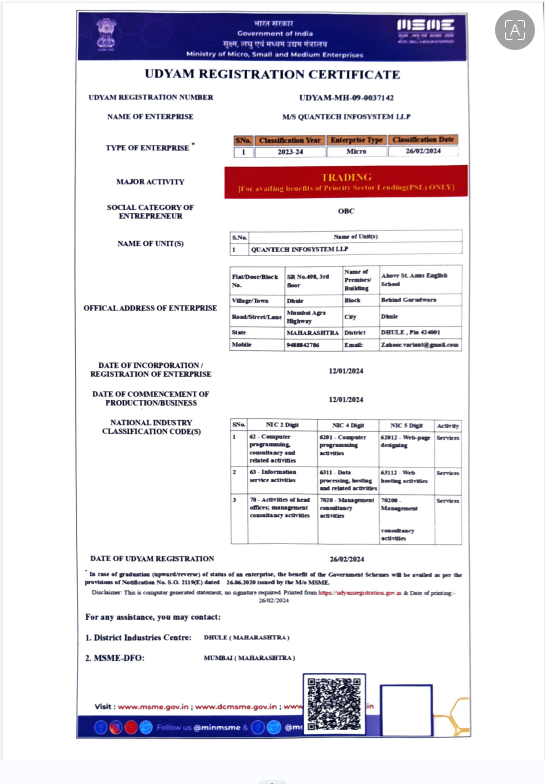 भारत सरकार
Government of India
सूक्ष्म, लघु एवं मध्यम उद्यम मंत्रालय
Ministry of Micro, Small and Medium Enterprises
UDYAM REGISTRATION CERTIFICATE
UDYAM REGISTRATION NUMBER UDYAM-MH-09-0037142
NAME OF ENTERPRISE M/S QUANTECH INFOSYSTEM LLP
TYPE OF ENTERPRISE *
SNo. Classification Year Enterprise Type Classification Date
1 2023-24 Micro 26/02/2024
MAJOR ACTIVITY TRADING
[For availing benefits of Priority Sector Lending(PSL) ONLY]
SOCIAL CATEGORY OF ENTREPRENEUR OBC
NAME OF UNIT(S)
S.No. Name of Unit(s)
1 QUANTECH INFOSYSTEM LLP
OFFICAL ADDRESS OF ENTERPRISE
Flat/Door/Block No. SR No.498, 3rd floor Name of Premises/ Building Above St. Anns English School
Village/Town Dhule Block Behind Gurudwara
Road/Street/Lane Mumbai Agra Highway City Dhule
State MAHARASHTRA District DHULE , Pin 424001
Mobile 9488842786 Email: Zahoor.variant@gmail.com
DATE OF INCORPORATION / REGISTRATION OF ENTERPRISE 12/01/2024
DATE OF COMMENCEMENT OF PRODUCTION/BUSINESS 12/01/2024
NATIONAL INDUSTRY CLASSIFICATION CODE(S)
SNo. NIC 2 Digit NIC 4 Digit NIC 5 Digit Activity
1 62 - Computer programming, consultancy and related activities 6201 - Computer programming activities 62012 - Web-page designing Services
2 63 - Information service activities 6311 - Data processing, hosting and related activities 63112 - Web hosting activities Services
3 70 - Activities of head offices; management consultancy activities 7020 - Management consultancy activities 70200 - Management consultancy activities Services
DATE OF UDYAM REGISTRATION 26/02/2024
* In case of graduation (upward/reverse) of status of an enterprise, the benefit of the Government Schemes will be availed as per the
provisions of Notification No. S.O. 2119(E) dated 26.06.2020 issued by the M/o MSME.
Disclaimer: This is computer generated statement, no signature required. Printed from https://udyamregistration.gov.in & Date of printing:-
26/02/2024
For any assistance, you may contact:
1. District Industries Centre: DHULE ( MAHARASHTRA )
2. MSME-DFO: MUMBAI ( MAHARASHTRA )
Visit : www.msme.gov.in ; www.dcmsme.gov.in ; www
in
Follow us @minmsme &